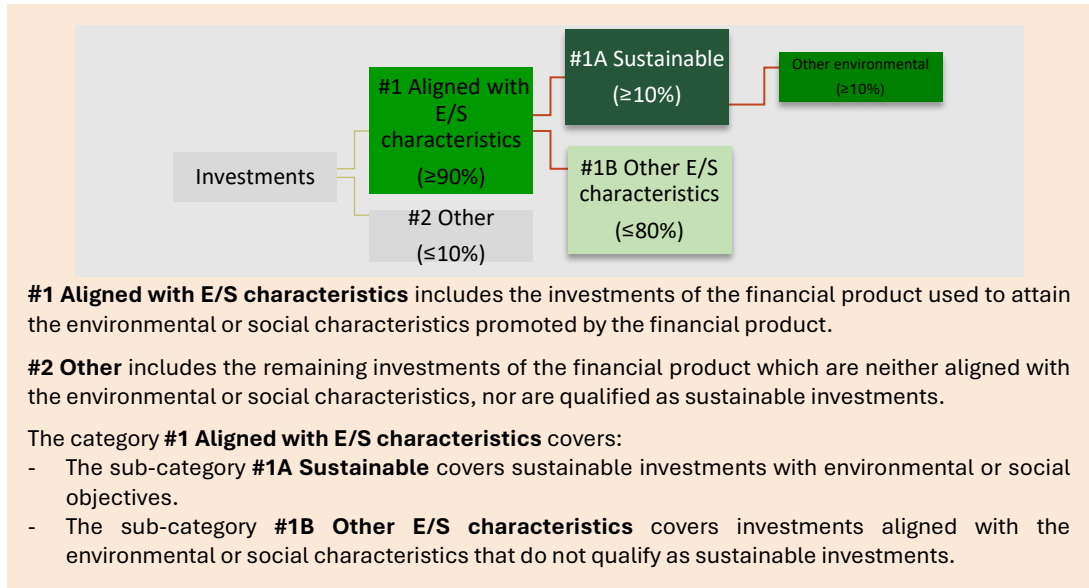 Investments
#1 Aligned with
E/S
characteristics
(≥90%)
#2 Other
(≤10%)
#1A Sustainable
(≥10%)
#1B Other E/S
characteristics
(≤80%)
Other environmental
(≥10%)
#1 Aligned with E/S characteristics includes the investments of the financial product used to attain
the environmental or social characteristics promoted by the financial product.
#2 Other includes the remaining investments of the financial product which are neither aligned with
the environmental or social characteristics, nor are qualified as sustainable investments.
The category #1 Aligned with E/S characteristics covers:
- The sub-category #1A Sustainable covers sustainable investments with environmental or social
objectives.
- The sub-category #1B Other E/S characteristics covers investments aligned with the
environmental or social characteristics that do not qualify as sustainable investments.